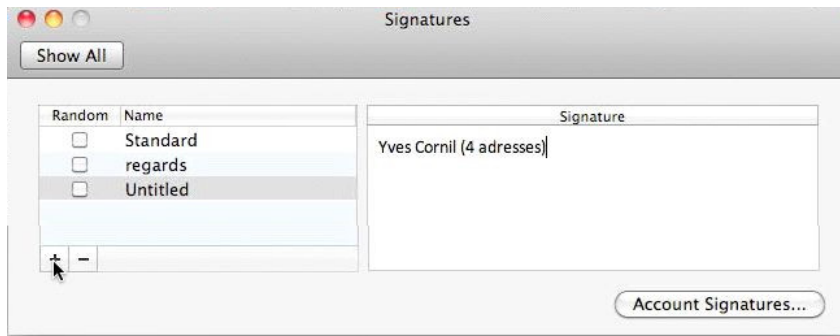 Signatures
Show All
Random Name
Standard
regards
Untitled
+ −
Signature
Yves Cornil (4 adresses)
Account Signatures...